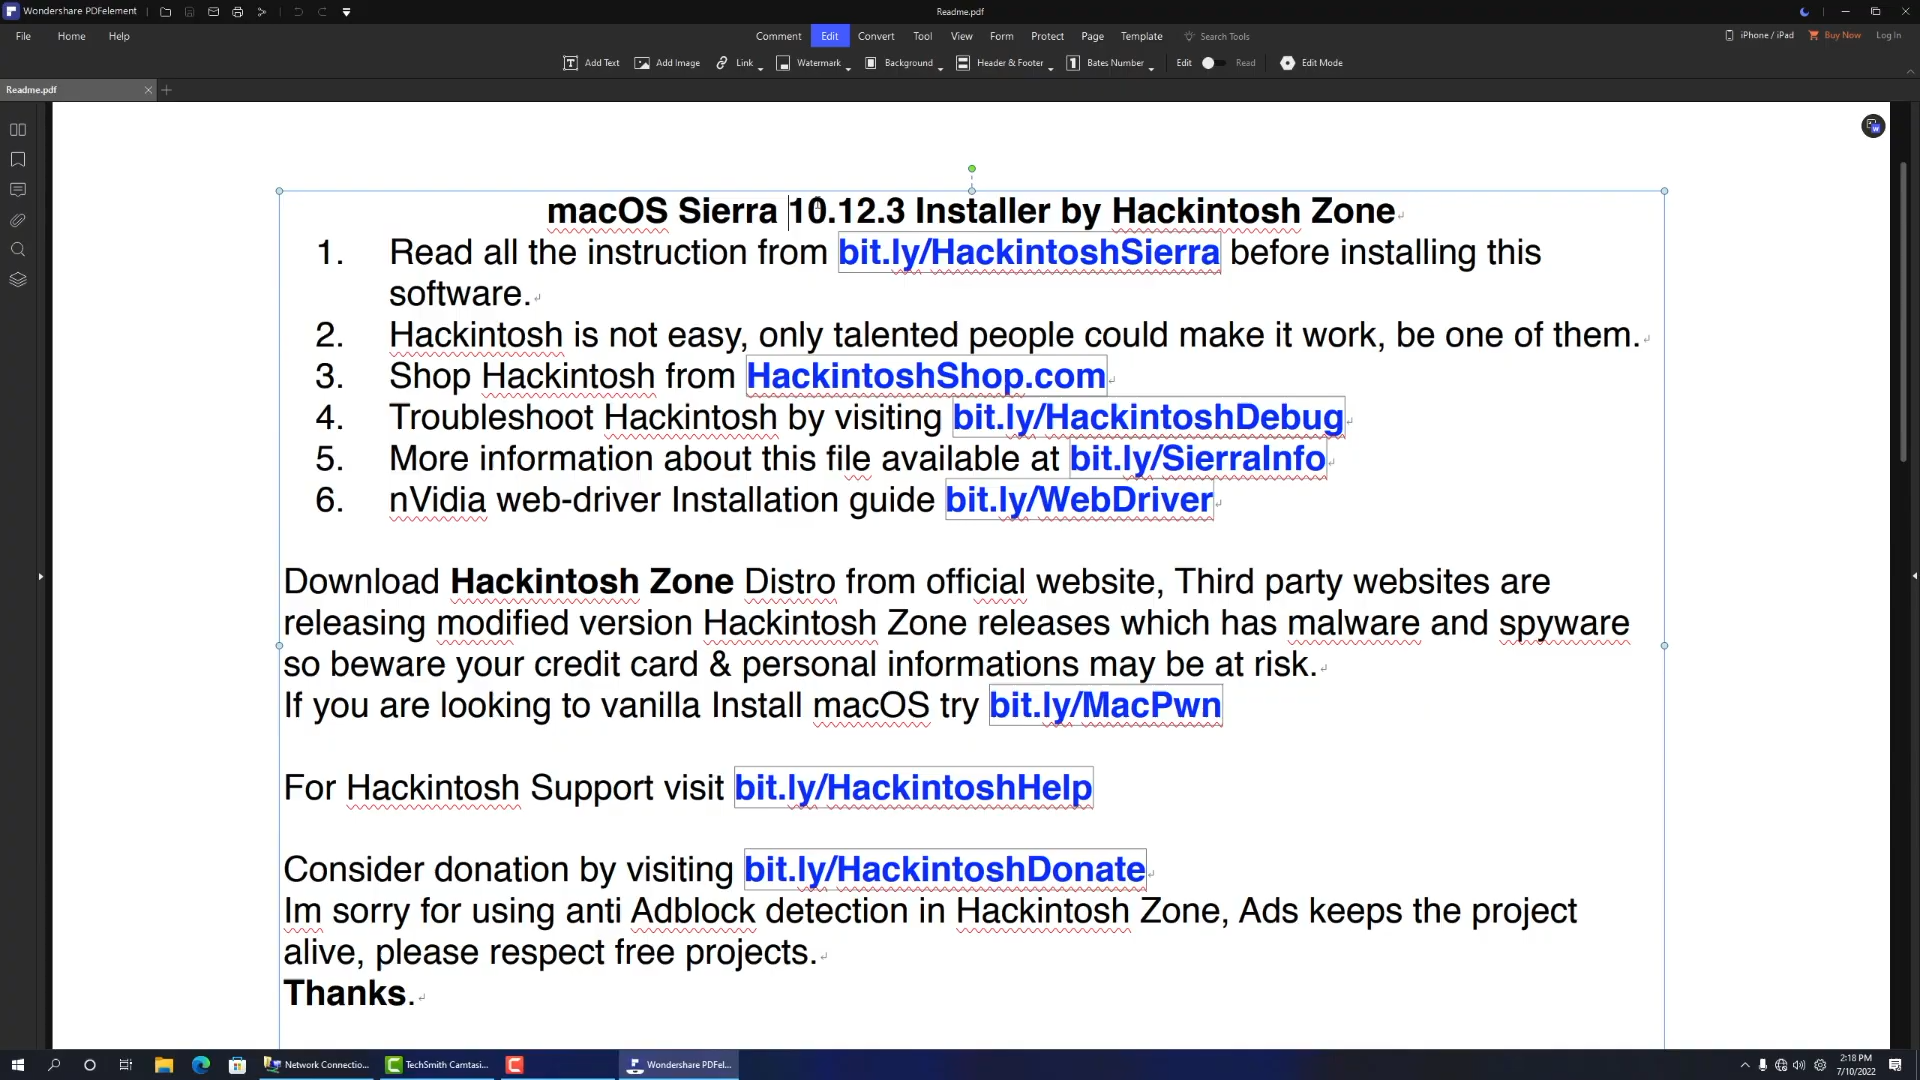 Wondershare PDFelement
Readme.pdf
File Home Help
Comment Edit Convert Tool View Form Protect Page Template Search Tools
iPhone / iPad Buy Now Log In
Add Text Add Image Link Watermark Background Header & Footer Bates Number Edit Read Edit Mode
Readme.pdf
macOS Sierra 10.12.3 Installer by Hackintosh Zone
1. Read all the instruction from bit.ly/HackintoshSierra before installing this
software.
2. Hackintosh is not easy, only talented people could make it work, be one of them.
3. Shop Hackintosh from HackintoshShop.com
4. Troubleshoot Hackintosh by visiting bit.ly/HackintoshDebug
5. More information about this file available at bit.ly/SierraInfo
6. nVidia web-driver Installation guide bit.ly/WebDriver
Download Hackintosh Zone Distro from official website, Third party websites are
releasing modified version Hackintosh Zone releases which has malware and spyware
so beware your credit card & personal informations may be at risk.
If you are looking to vanilla Install macOS try bit.ly/MacPwn
For Hackintosh Support visit bit.ly/HackintoshHelp
Consider donation by visiting bit.ly/HackintoshDonate
Im sorry for using anti Adblock detection in Hackintosh Zone, Ads keeps the project
alive, please respect free projects.
Thanks.
Network Connectio... TechSmith Camtasi... Wondershare PDFel...
2:18 PM
7/10/2022